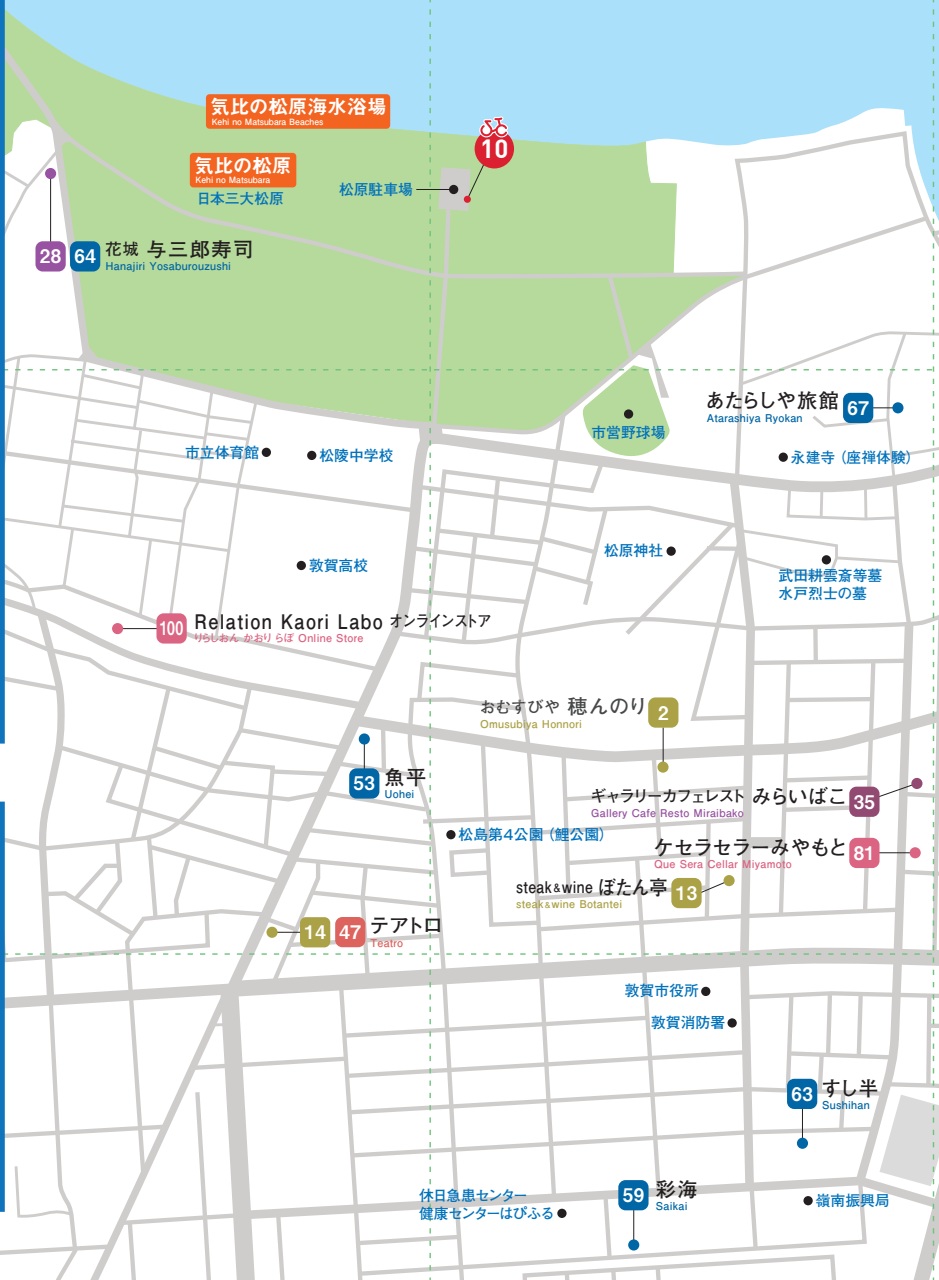 気比の松原海水浴場
Kehi no Matsubara Beaches
10
気比の松原
Kehi no Matsubara
日本三大松原
松原駐車場
28 64 花城 与三郎寿司
Hanajiri Yosaburouzushi
あたらしや旅館 67
Atarashiya Ryokan
市営野球場
市立体育館
松陵中学校
永建寺（座禅体験）
松原神社
敦賀高校
武田耕雲斎等墓
水戸烈士の墓
100 Relation Kaori Labo オンラインストア
りらしおん かおり らぼ Online Store
おむすびや 穂んのり 2
Omusubiya Honnori
53 魚平
Uohei
ギャラリーカフェレスト みらいばこ 35
Gallery Cafe Resto Miraibako
松島第4公園（鯉公園）
ケセラセラーみやもと 81
Que Sera Cellar Miyamoto
steak&wine ぼたん亭 13
steak&wine Botantei
14 47 テアトロ
Teatro
敦賀市役所
敦賀消防署
63 すし半
Sushihan
59 彩海
Saikai
休日急患センター
健康センターはぴふる
嶺南振興局